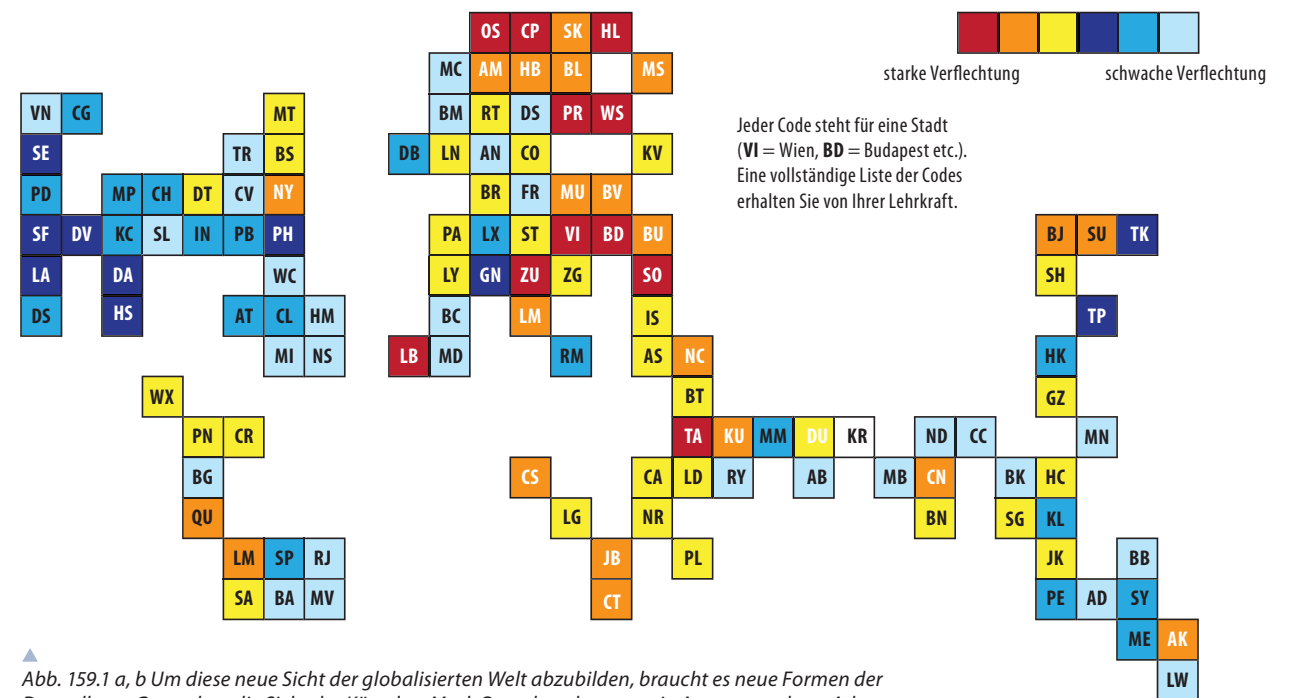 OS CP SK HL
MC AM HB BL MS
starke Verflechtung schwache Verflechtung
VN CG MT BM RT DS PR WS
Jeder Code steht für eine Stadt
(VI = Wien, BD = Budapest etc.).
Eine vollständige Liste der Codes
erhalten Sie von Ihrer Lehrkraft.
SE TR BS DB LN AN CO KV
PD MP CH DT CV NY BR FR MU BV
SF DV KC SL IN PB PH PA LX ST VI BD BU BJ SU TK
LA DA WC LY GN ZU ZG SO SH
DS HS AT CL HM BC LM IS TP
MI NS LB MD RM AS NC HK
WX BT GZ
PN CR TA KU MM DU KR ND CC MN
BG CS CA LD RY AB MB CN BK HC
QU LG NR BN SG KL
LM SP RJ JB PL JK BB
SA BA MV CT PE AD SY
ME AK
Abb. 159.1 a, b Um diese neue Sicht der globalisierten Welt abzubilden, braucht es neue Formen der
LW